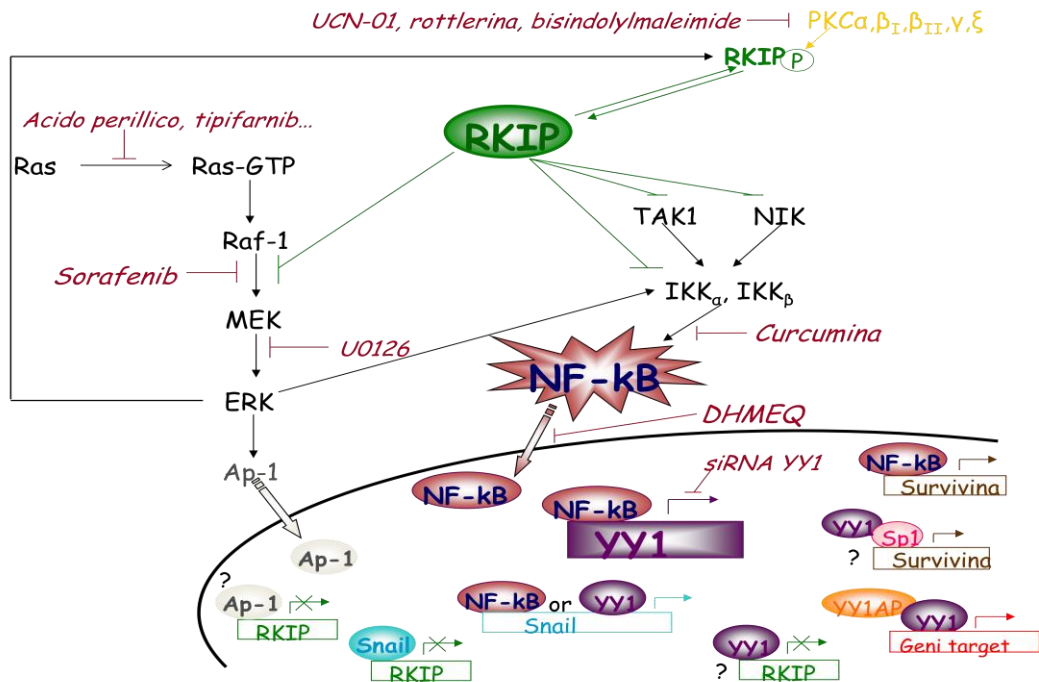 UCN-01, rottlerina, bisindolylmaleimide
PKCα,βI,βII,γ,ξ
RKIP P
Acido perillico, tipifarnib…
RKIP
Ras
Ras-GTP
TAK1
NIK
Raf-1
Sorafenib
IKKα, IKKβ
MEK
U0126
Curcumina
NF-kB
ERK
DHMEQ
Ap-1
siRNA YY1
NF-kB
Survivina
NF-kB
NF-kB
YY1
YY1
Sp1
?
Survivina
Ap-1
?
Ap-1
RKIP
NF-kB or YY1
Snail
YY1AP
YY1
Geni target
Snail
RKIP
YY1
?
RKIP